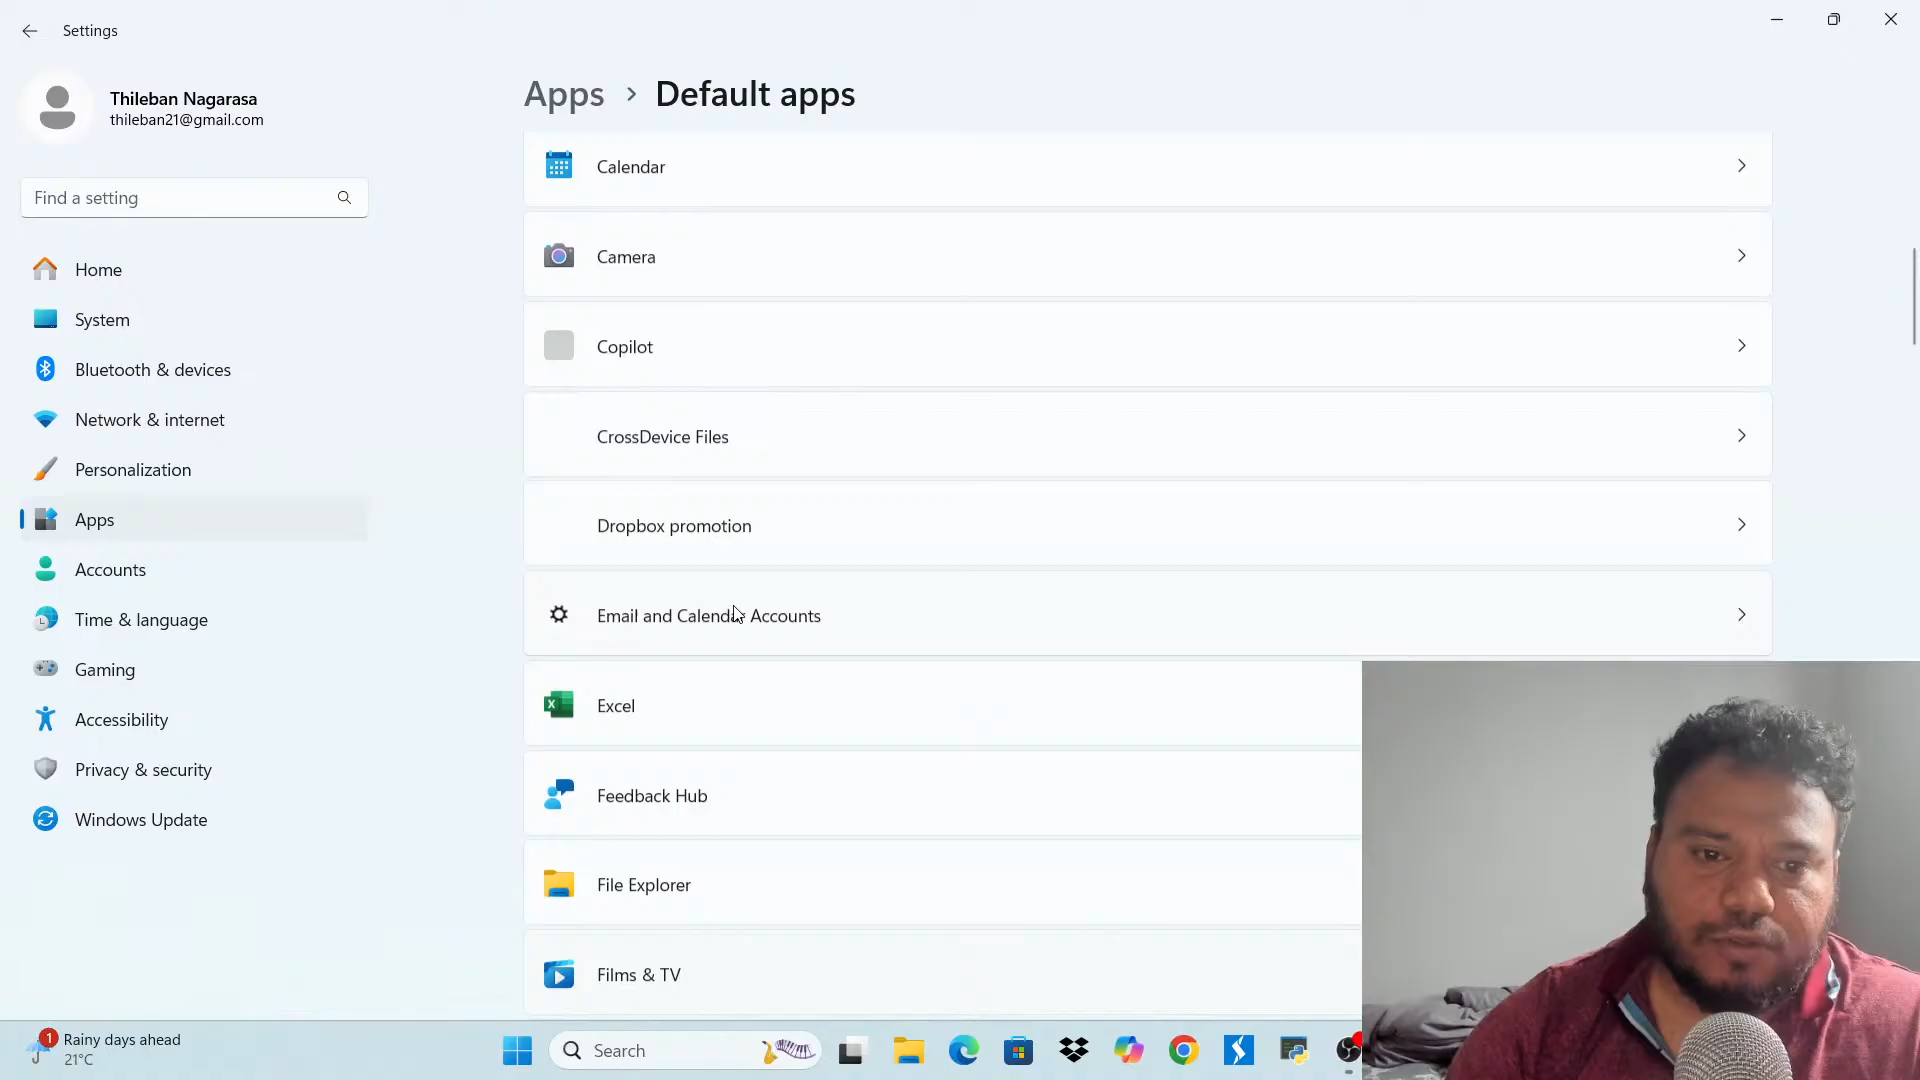 Settings
Thileban Nagarasa
thileban21@gmail.com
Find a setting
Home
System
Bluetooth & devices
Network & internet
Personalization
Apps
Accounts
Time & language
Gaming
Accessibility
Privacy & security
Windows Update
Apps > Default apps
Calendar
Camera
Copilot
CrossDevice Files
Dropbox promotion
Email and Calendar Accounts
Excel
Feedback Hub
File Explorer
Films & TV
1
Rainy days ahead
21°C
Search